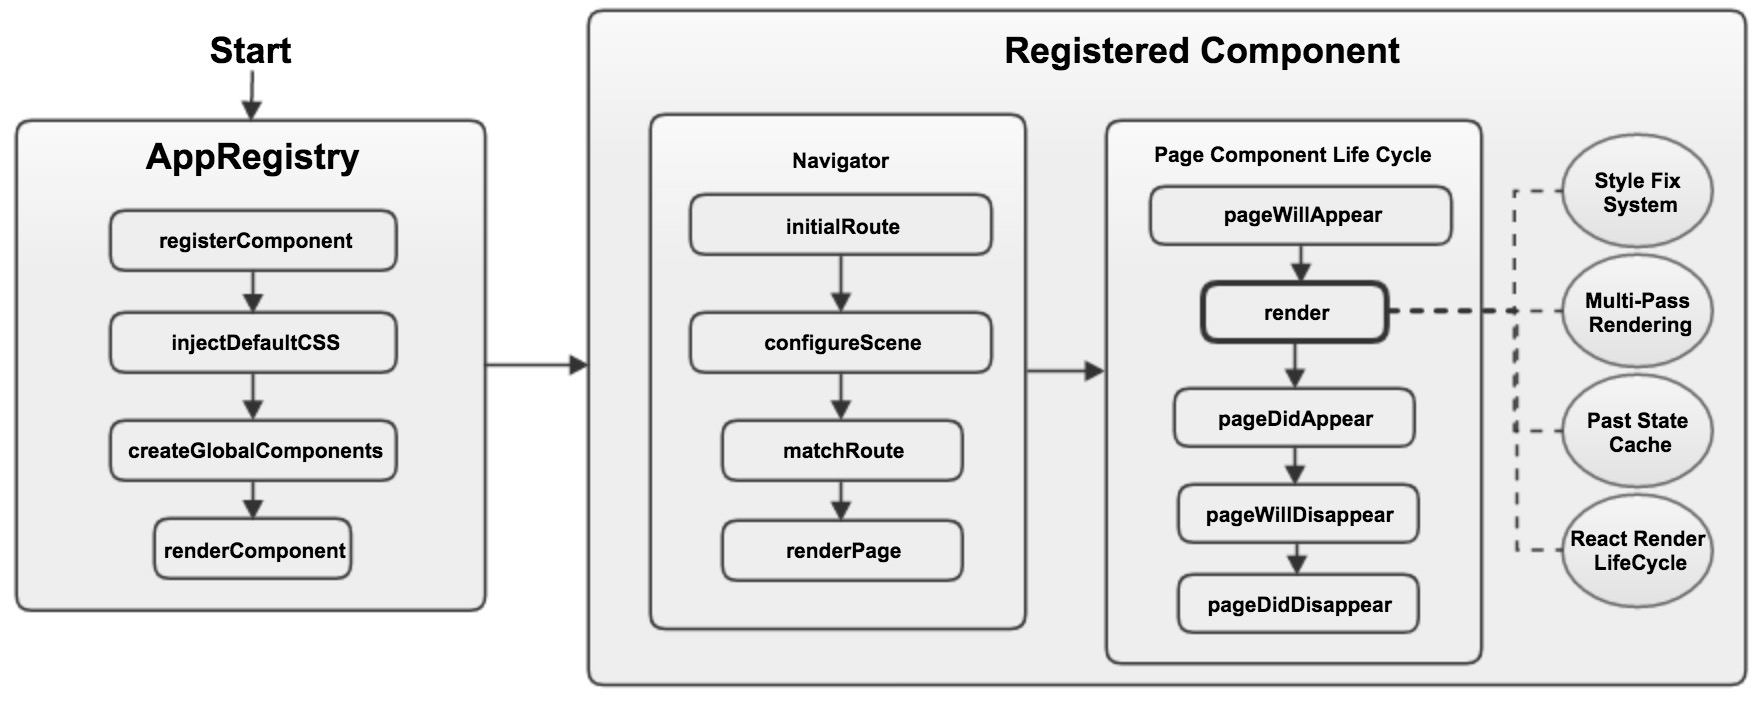 Start
AppRegistry
registerComponent
injectDefaultCSS
createGlobalComponents
renderComponent
Registered Component
Navigator
initialRoute
configureScene
matchRoute
renderPage
Page Component Life Cycle
pageWillAppear
render
pageDidAppear
pageWillDisappear
pageDidDisappear
Style Fix
System
Multi-Pass
Rendering
Past State
Cache
React Render
LifeCycle